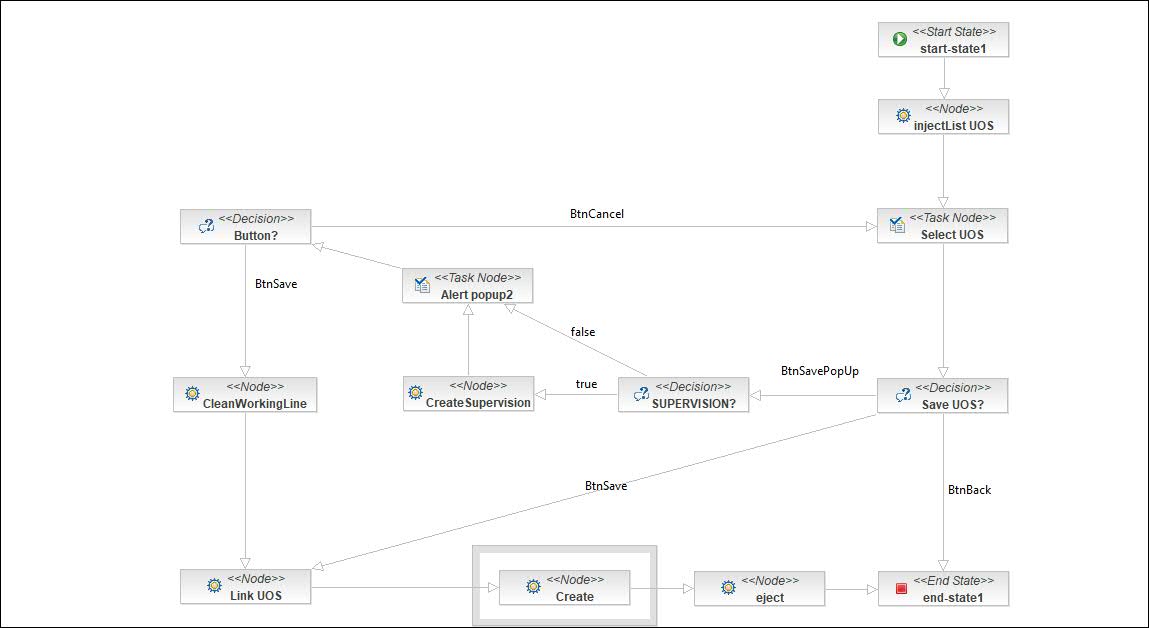 <<Start State>>
start-state1
<<Node>>
injectList UOS
<<Decision>>
Button?
BtnCancel
<<Task Node>>
Select UOS
BtnSave
<<Task Node>>
Alert popup2
false
BtnSavePopUp
<<Node>>
CleanWorkingLine
<<Node>>
CreateSupervision
true
<<Decision>>
SUPERVISION?
<<Decision>>
Save UOS?
BtnSave
BtnBack
<<Node>>
Link UOS
<<Node>>
Create
<<Node>>
eject
<<End State>>
end-state1